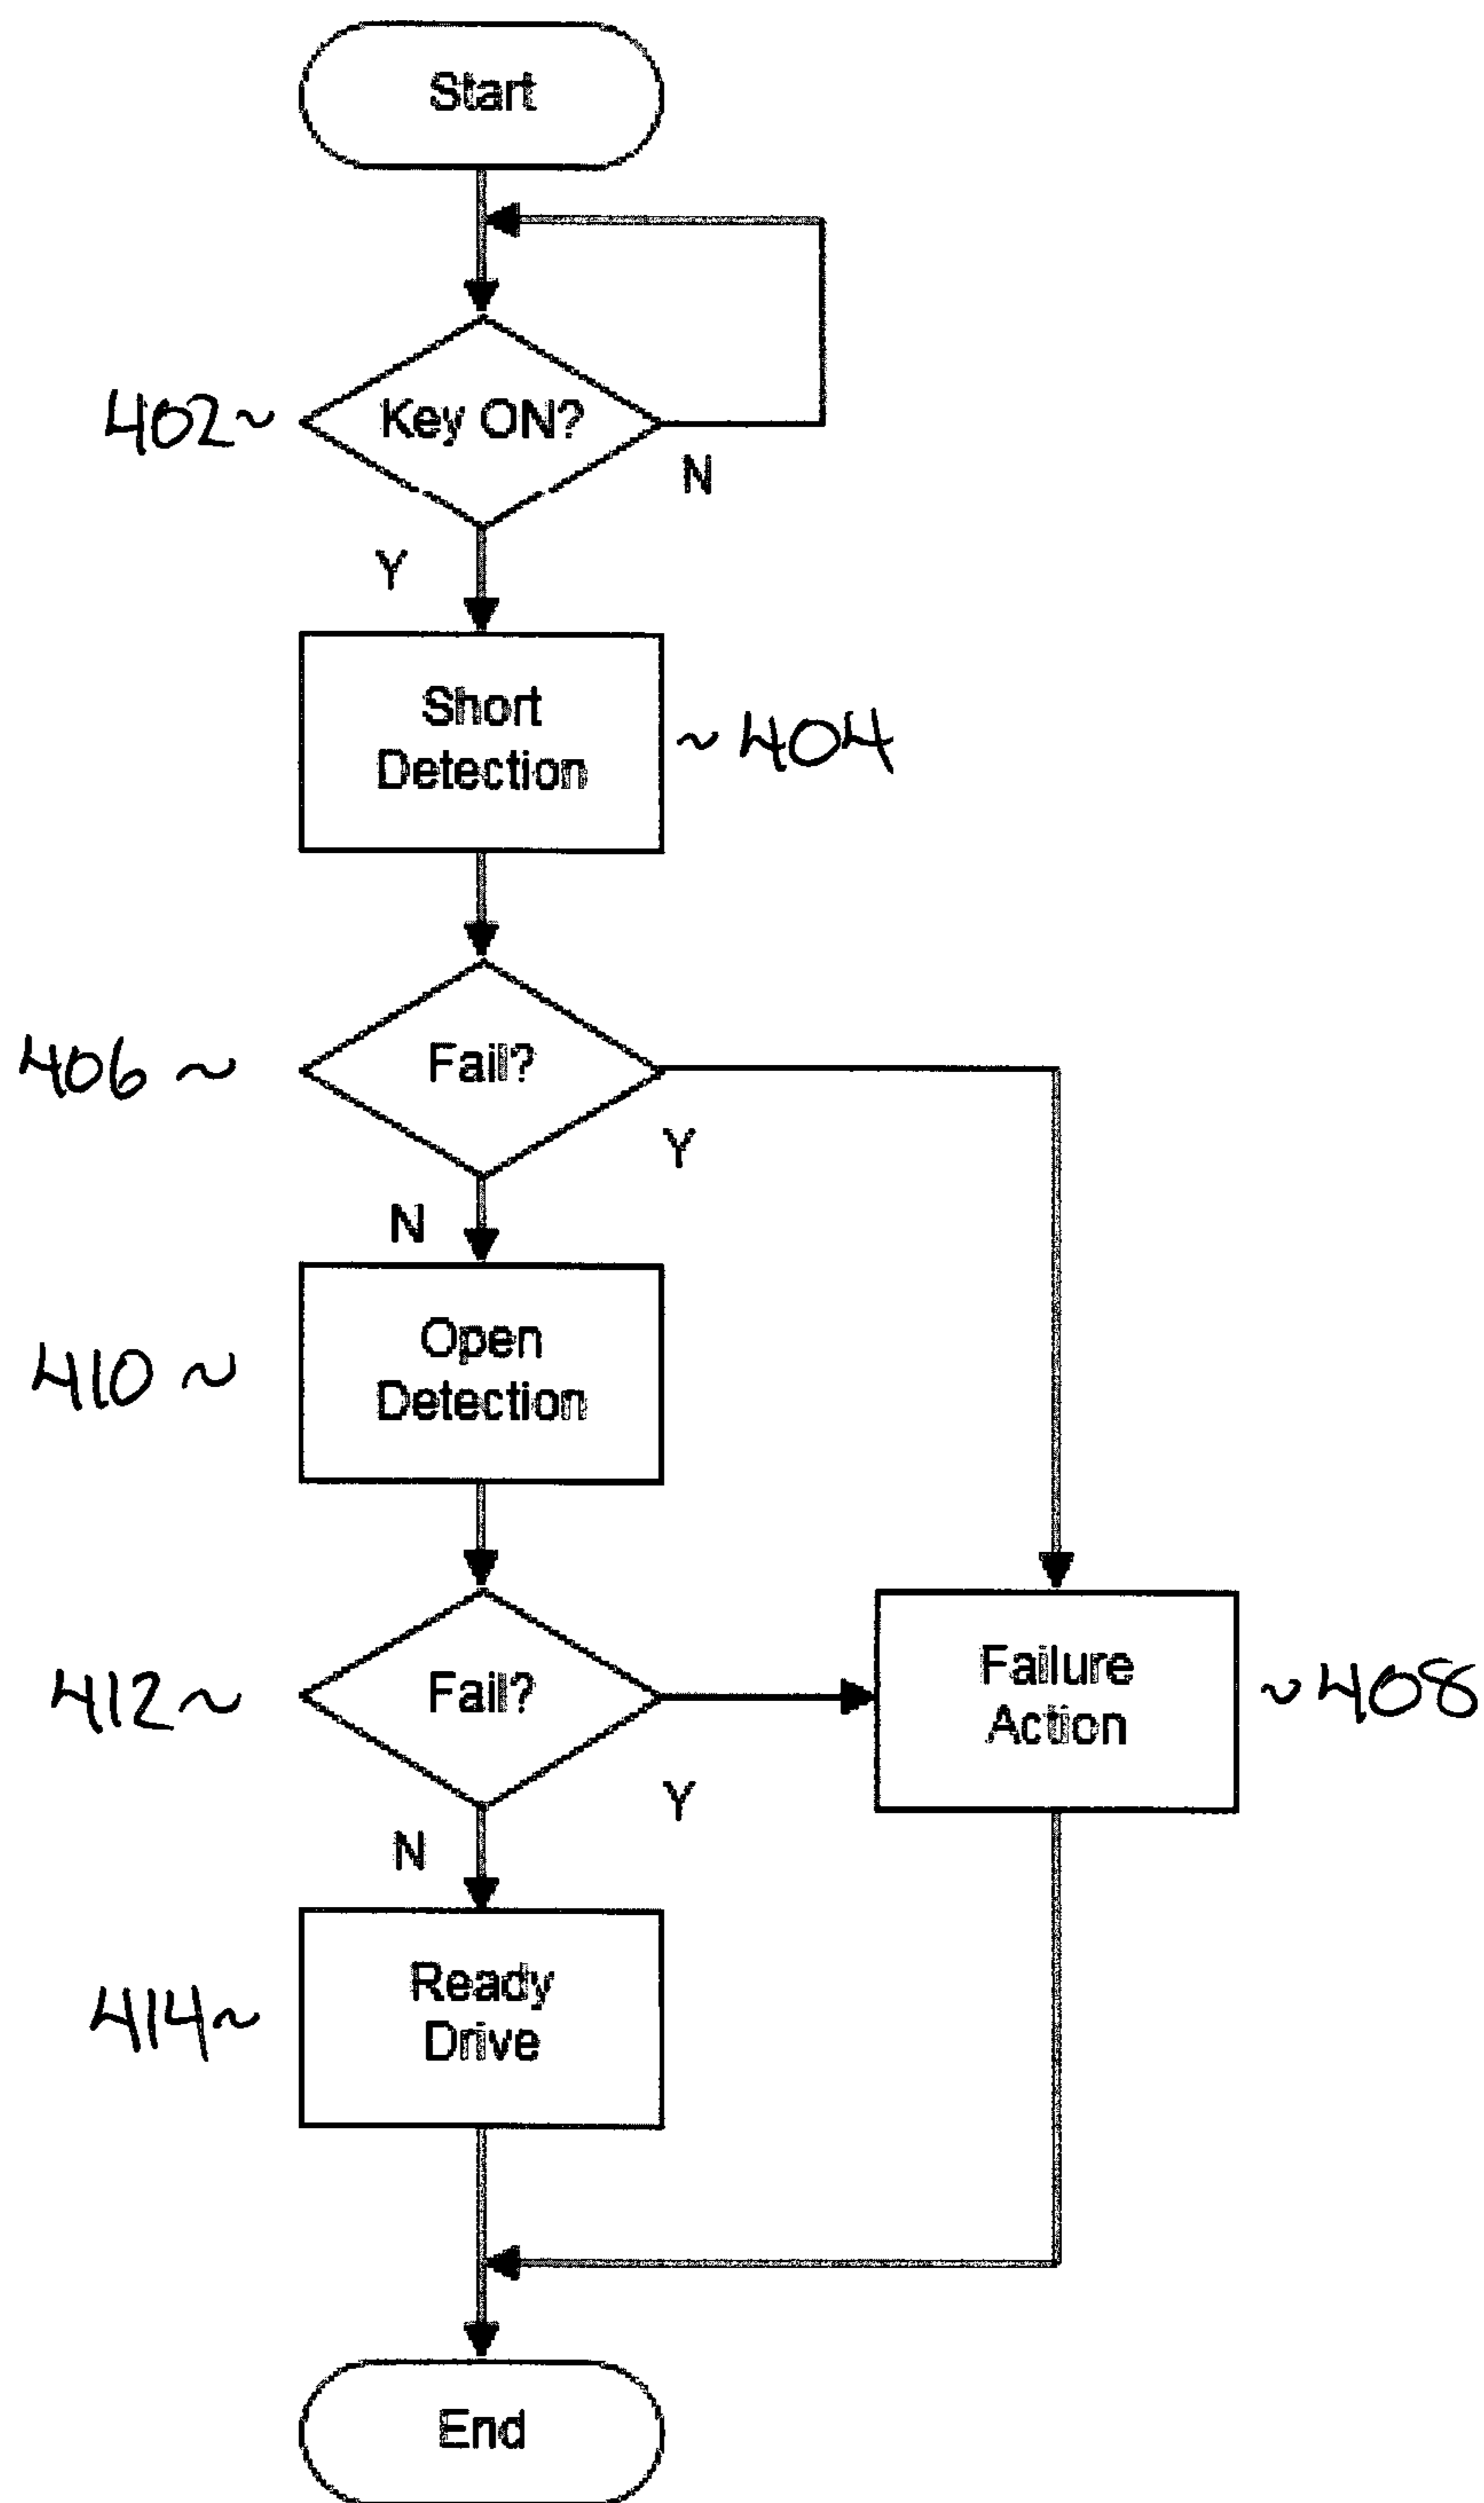 Start
402~
Key ON?
N
Y
Short
Detection
~404
406 ~
Fail?
Y
N
410 ~
Open
Detection
412~
Fail?
Y
N
Failure
Action
~408
414~
Ready
Drive
End